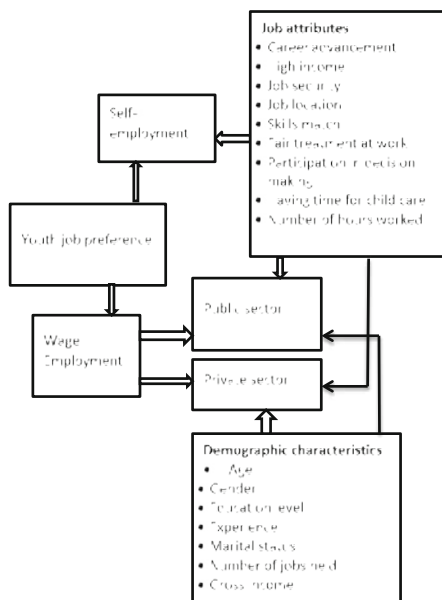 Job attributes
• Career advancement
• High income
• Job security
• Job location
• Skills match
• Fair treatment at work
• Participation in decision
making
• Having time for child care
• Number of hours worked
Self-
employment
Youth job preference
Public sector
Wage
Employment
Private sector
Demographic characteristics
• Age
• Gender
• Education level
• Experience
• Marital status
• Number of jobs held
• Gross income